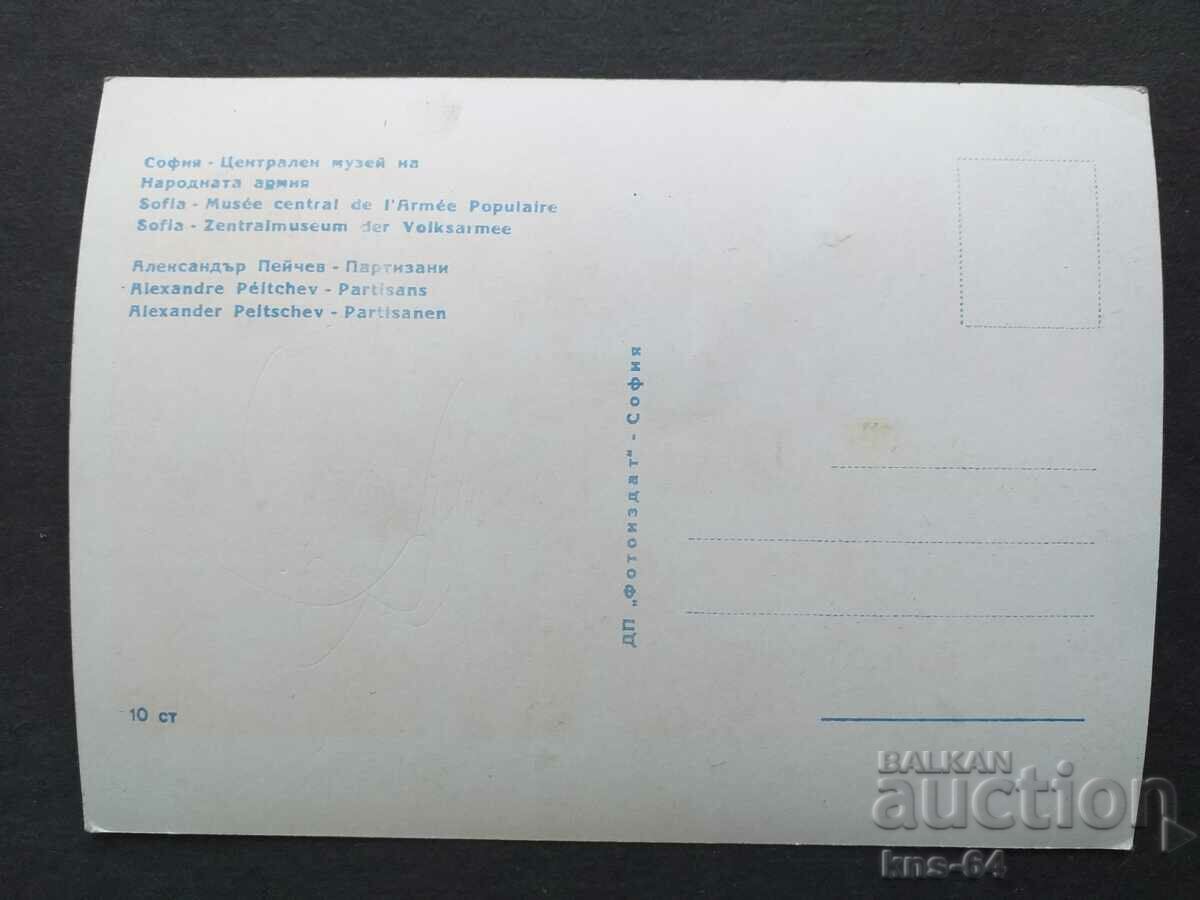 София - Централен музей на
Народната армия
Sofia - Musée central de l'Armée Populaire
Sofia - Zentralmuseum der Volksarmee
Александър Пейчев - Партизани
Alexandre Péitchev - Partisans
Alexander Peitschev - Partisanen
ДП „Фотоиздат" - София
10 ст
BALKAN
auction
kns-64